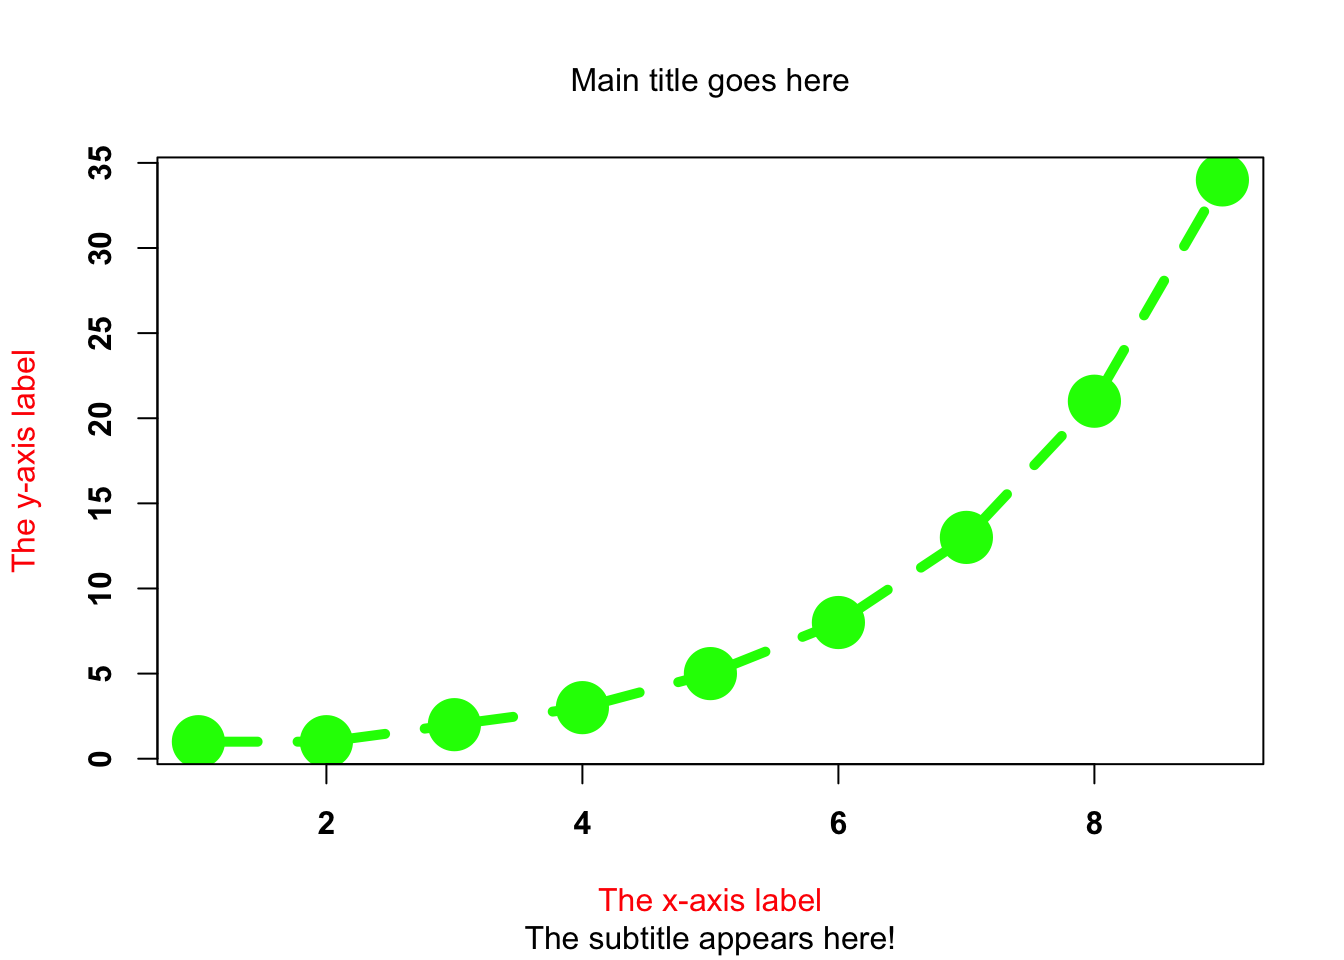 Main title goes here
35
30
25
20
15
10
5
0
The y-axis label
2 4 6 8
The x-axis label
The subtitle appears here!